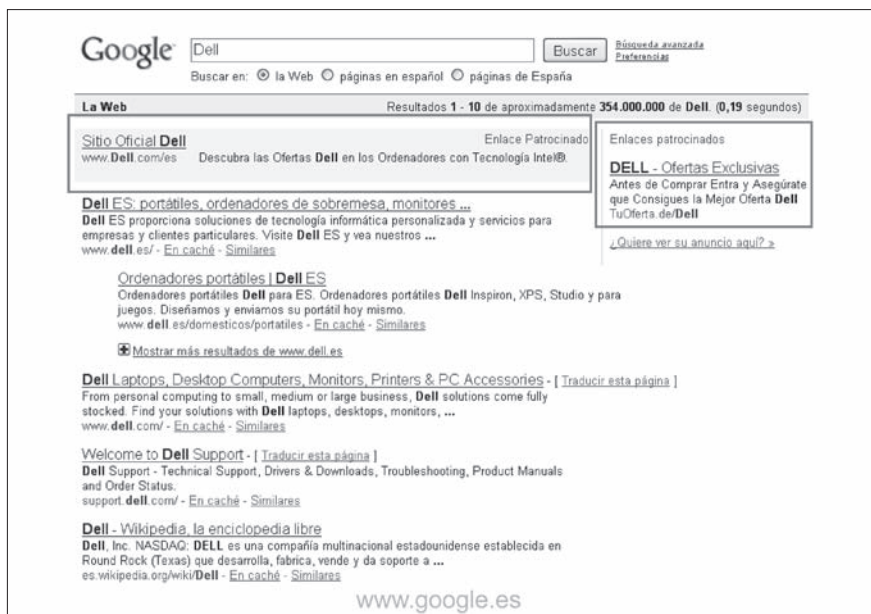 Google
Dell
Buscar
Búsqueda avanzada
Preferencias
Buscar en: la Web páginas en español páginas de España
La Web
Resultados 1 - 10 de aproximadamente 354.000.000 de Dell. (0,19 segundos)
Sitio Oficial Dell
Enlace Patrocinado
www.Dell.com/es Descubra las Ofertas Dell en los Ordenadores con Tecnología Intel®.
Dell ES: portátiles, ordenadores de sobremesa, monitores ...
Dell ES proporciona soluciones de tecnología informática personalizada y servicios para
empresas y clientes particulares. Visite Dell ES y vea nuestros ...
www.dell.es/ - En caché - Similares
Ordenadores portátiles | Dell ES
Ordenadores portátiles Dell para ES. Ordenadores portátiles Dell Inspiron, XPS, Studio y para
juegos. Diseñamos y enviamos su portátil hoy mismo.
www.dell.es/domesticos/portatiles - En caché - Similares
Mostrar más resultados de www.dell.es
Dell Laptops, Desktop Computers, Monitors, Printers & PC Accessories - [ Traducir esta página ]
From personal computing to small, medium or large business, Dell solutions come fully
stocked. Find your solutions with Dell laptops, desktops, monitors, ...
www.dell.com/ - En caché - Similares
Welcome to Dell Support - [ Traducir esta página ]
Dell Support - Technical Support, Drivers & Downloads, Troubleshooting, Product Manuals
and Order Status.
support.dell.com/ - En caché - Similares
Dell - Wikipedia, la enciclopedia libre
Dell, Inc. NASDAQ: DELL es una compañía multinacional estadounidense establecida en
Round Rock (Texas) que desarrolla, fabrica, vende y da soporte a ...
es.wikipedia.org/wiki/Dell - En caché - Similares
Enlaces patrocinados
DELL - Ofertas Exclusivas
Antes de Comprar Entra y Asegúrate
que Consigues la Mejor Oferta Dell
TuOferta.de/Dell
¿Quiere ver su anuncio aquí? »
www.google.es